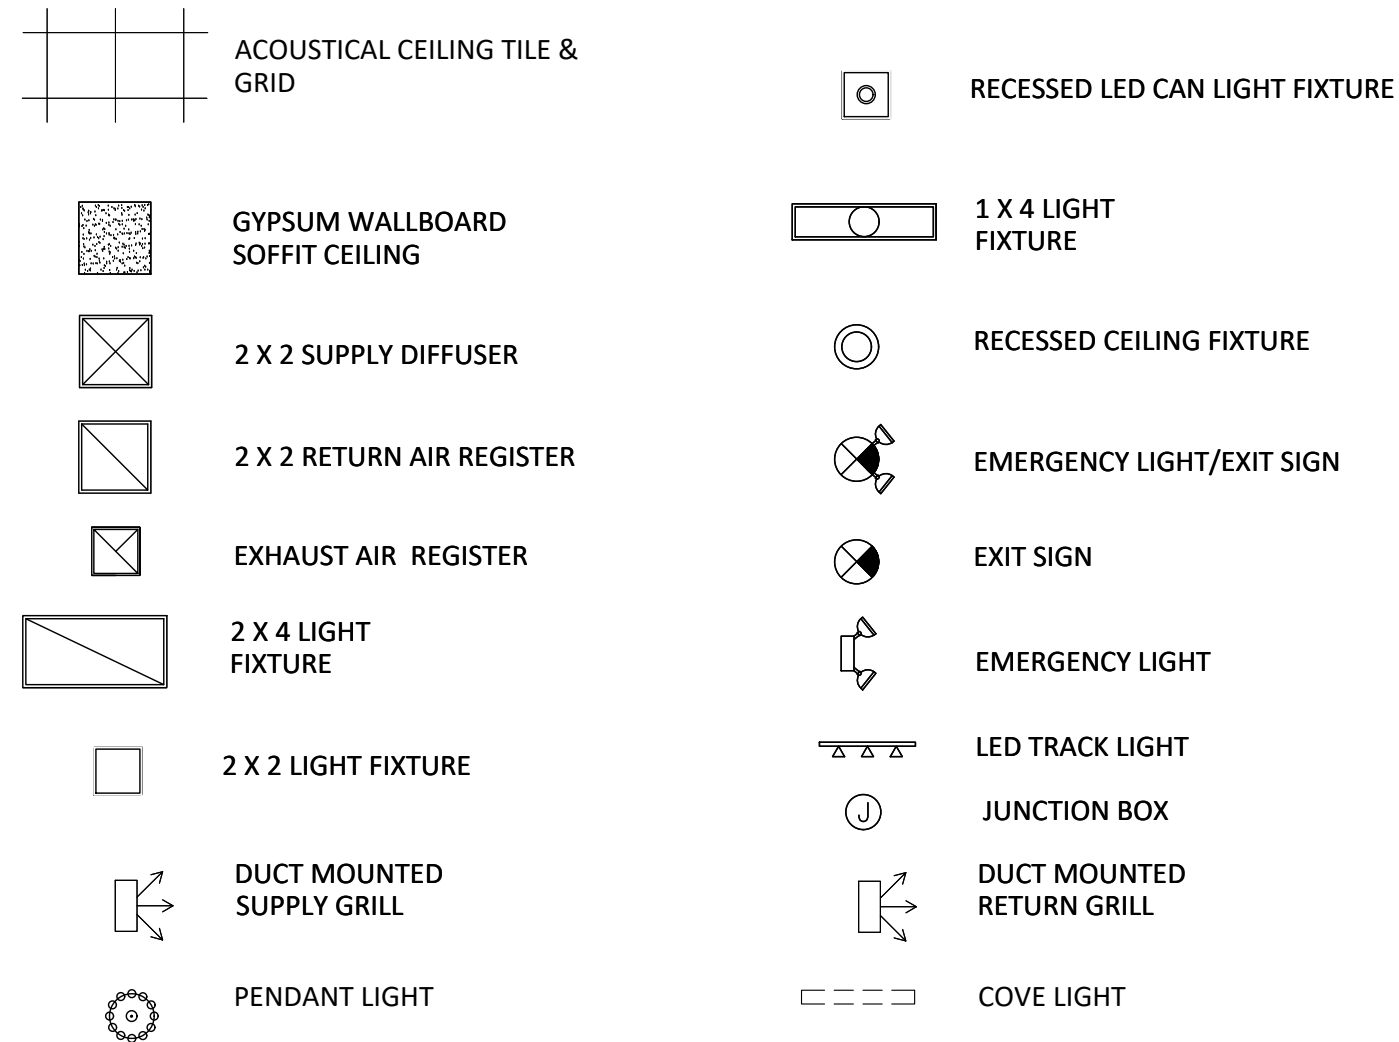 ACOUSTICAL CEILING TILE &
GRID
GYPSUM WALLBOARD
SOFFIT CEILING
2 X 2 SUPPLY DIFFUSER
2 X 2 RETURN AIR REGISTER
EXHAUST AIR  REGISTER
2 X 4 LIGHT
FIXTURE
2 X 2 LIGHT FIXTURE
DUCT MOUNTED
SUPPLY GRILL
PENDANT LIGHT
RECESSED LED CAN LIGHT FIXTURE
1 X 4 LIGHT
FIXTURE
RECESSED CEILING FIXTURE
EMERGENCY LIGHT/EXIT SIGN
EXIT SIGN
EMERGENCY LIGHT
LED TRACK LIGHT
J JUNCTION BOX
DUCT MOUNTED
RETURN GRILL
COVE LIGHT